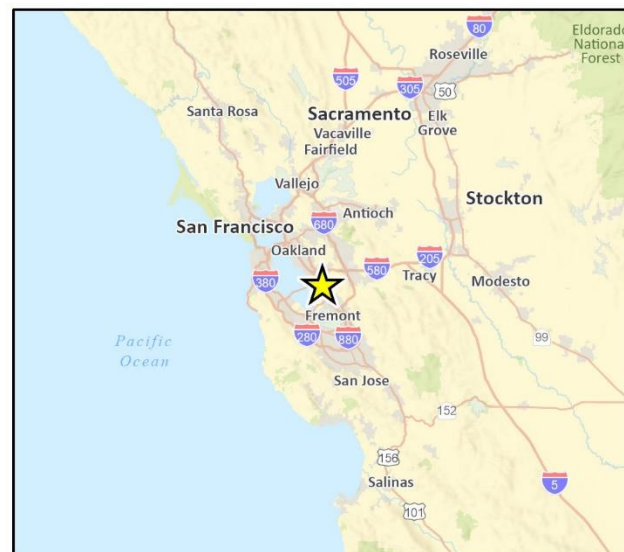 80
Eldorado
National
Forest
Roseville
505
305
50
Santa Rosa
Sacramento
Elk
Grove
Vacaville
Fairfield
Vallejo
Stockton
Antioch
San Francisco
680
Oakland
580
205
Tracy
Modesto
380
Fremont
Pacific
Ocean
280
880
99
San Jose
152
156
Salinas
5
101